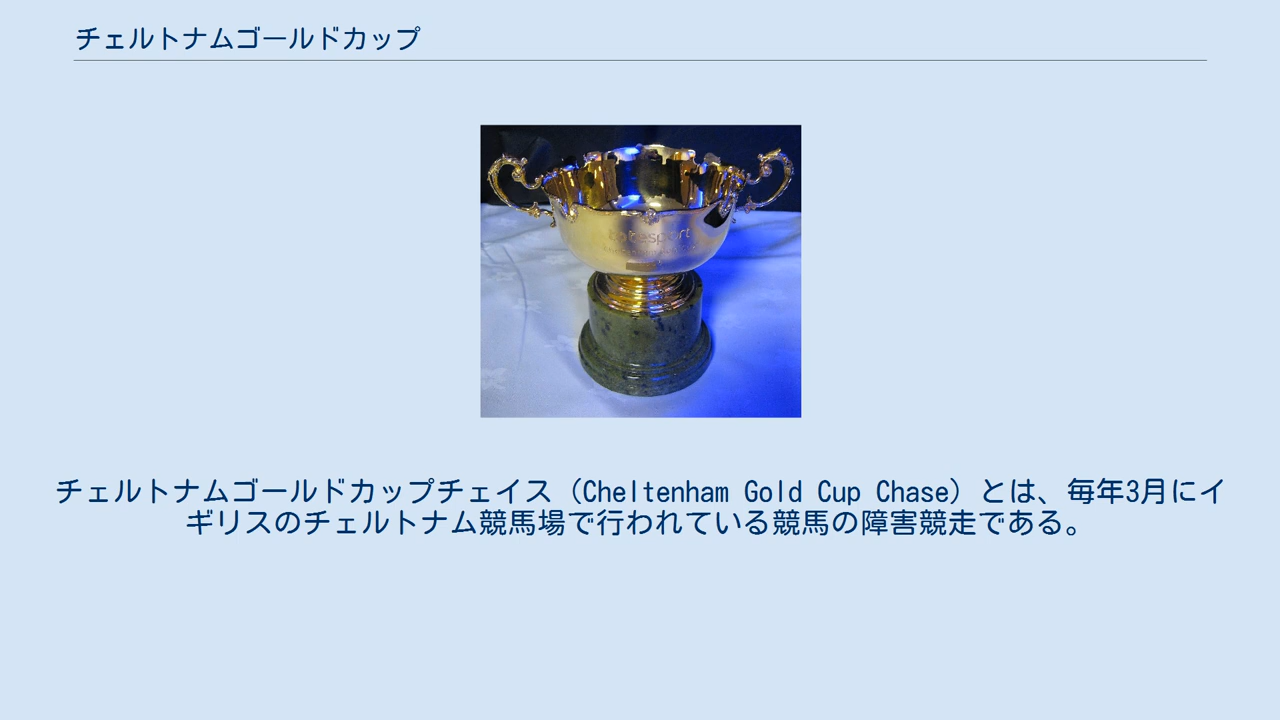 チェルトナムゴールドカップ
チェルトナムゴールドカップチェイス（Cheltenham Gold Cup Chase）とは、毎年3月にイ
ギリスのチェルトナム競馬場で行われている競馬の障害競走である。